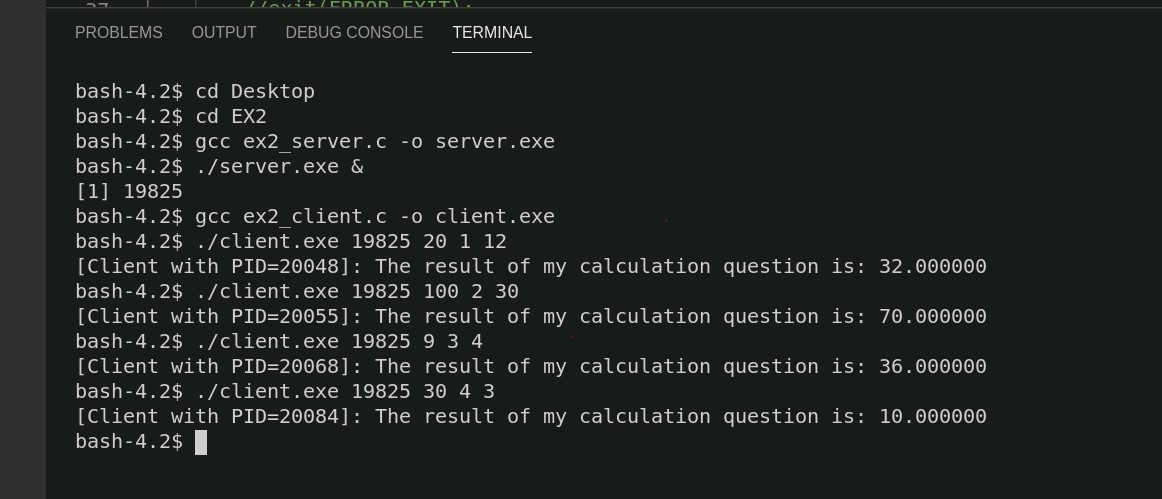 37 //exit(ERROR_EXIT);
PROBLEMS OUTPUT DEBUG CONSOLE TERMINAL
bash-4.2$ cd Desktop
bash-4.2$ cd EX2
bash-4.2$ gcc ex2_server.c -o server.exe
bash-4.2$ ./server.exe &
[1] 19825
bash-4.2$ gcc ex2_client.c -o client.exe
bash-4.2$ ./client.exe 19825 20 1 12
[Client with PID=20048]: The result of my calculation question is: 32.000000
bash-4.2$ ./client.exe 19825 100 2 30
[Client with PID=20055]: The result of my calculation question is: 70.000000
bash-4.2$ ./client.exe 19825 9 3 4
[Client with PID=20068]: The result of my calculation question is: 36.000000
bash-4.2$ ./client.exe 19825 30 4 3
[Client with PID=20084]: The result of my calculation question is: 10.000000
bash-4.2$